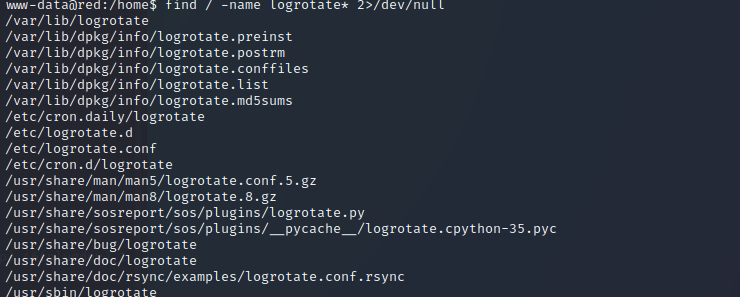 www-data@red:/home$ find / -name logrotate* 2>/dev/null
/var/lib/logrotate
/var/lib/dpkg/info/logrotate.preinst
/var/lib/dpkg/info/logrotate.postrm
/var/lib/dpkg/info/logrotate.conffiles
/var/lib/dpkg/info/logrotate.list
/var/lib/dpkg/info/logrotate.md5sums
/etc/cron.daily/logrotate
/etc/logrotate.d
/etc/logrotate.conf
/etc/cron.d/logrotate
/usr/share/man/man5/logrotate.conf.5.gz
/usr/share/man/man8/logrotate.8.gz
/usr/share/sosreport/sos/plugins/logrotate.py
/usr/share/sosreport/sos/plugins/__pycache__/logrotate.cpython-35.pyc
/usr/share/bug/logrotate
/usr/share/doc/logrotate
/usr/share/doc/rsync/examples/logrotate.conf.rsync
/usr/sbin/logrotate